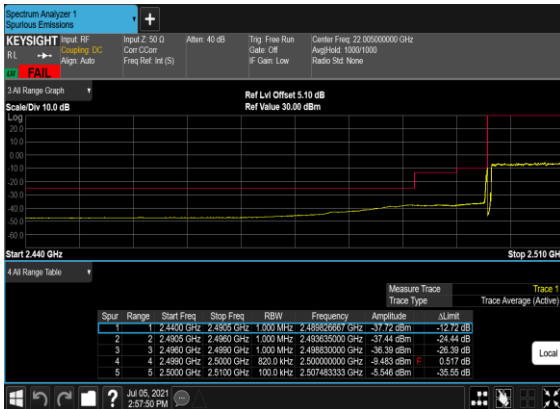 Spectrum Analyzer 1
Spurious Emissions
+
KEYSIGHT Input: RF Input Z: 50 Ω Atten: 40 dB Trig: Free Run Center Freq: 22.005000000 GHz
RL Coupling: DC Corr CCorr Gate: Off Avg|Hold: 1000/1000
Align: Auto Freq Ref: Int (S) IF Gain: Low Radio Std: None
FAIL
3 All Range Graph Ref Lvl Offset 5.10 dB
Scale/Div 10.0 dB Ref Value 30.00 dBm
Log
20.0
10.0
0.00
-10.0
-20.0
-30.0
-40.0
-50.0
-60.0
Start 2.440 GHz Stop 2.510 GH
4 All Range Table
Measure Trace Trace 1
Trace Type Trace Average (Active)
Spur Range Start Freq Stop Freq RBW Frequency Amplitude ΔLimit
1 1 2.4400 GHz 2.4905 GHz 1.000 MHz 2.489826667 GHz -37.72 dBm -12.72 dB
2 2 2.4905 GHz 2.4960 GHz 1.000 MHz 2.493635000 GHz -37.44 dBm -24.44 dB
3 3 2.4960 GHz 2.4990 GHz 1.000 MHz 2.498830000 GHz -36.39 dBm -26.39 dB
4 4 2.4990 GHz 2.5000 GHz 820.0 kHz 2.500000000 GHz -9.483 dBm F 0.517 dB
5 5 2.5000 GHz 2.5100 GHz 100.0 kHz 2.507483333 GHz -5.546 dBm -35.55 dB
Local
? Jul 05, 2021
2:57:50 PM